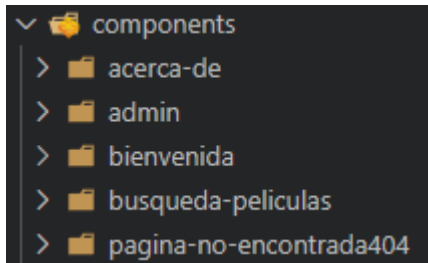 components
acerca-de
admin
bienvenida
busqueda-peliculas
pagina-no-encontrada404